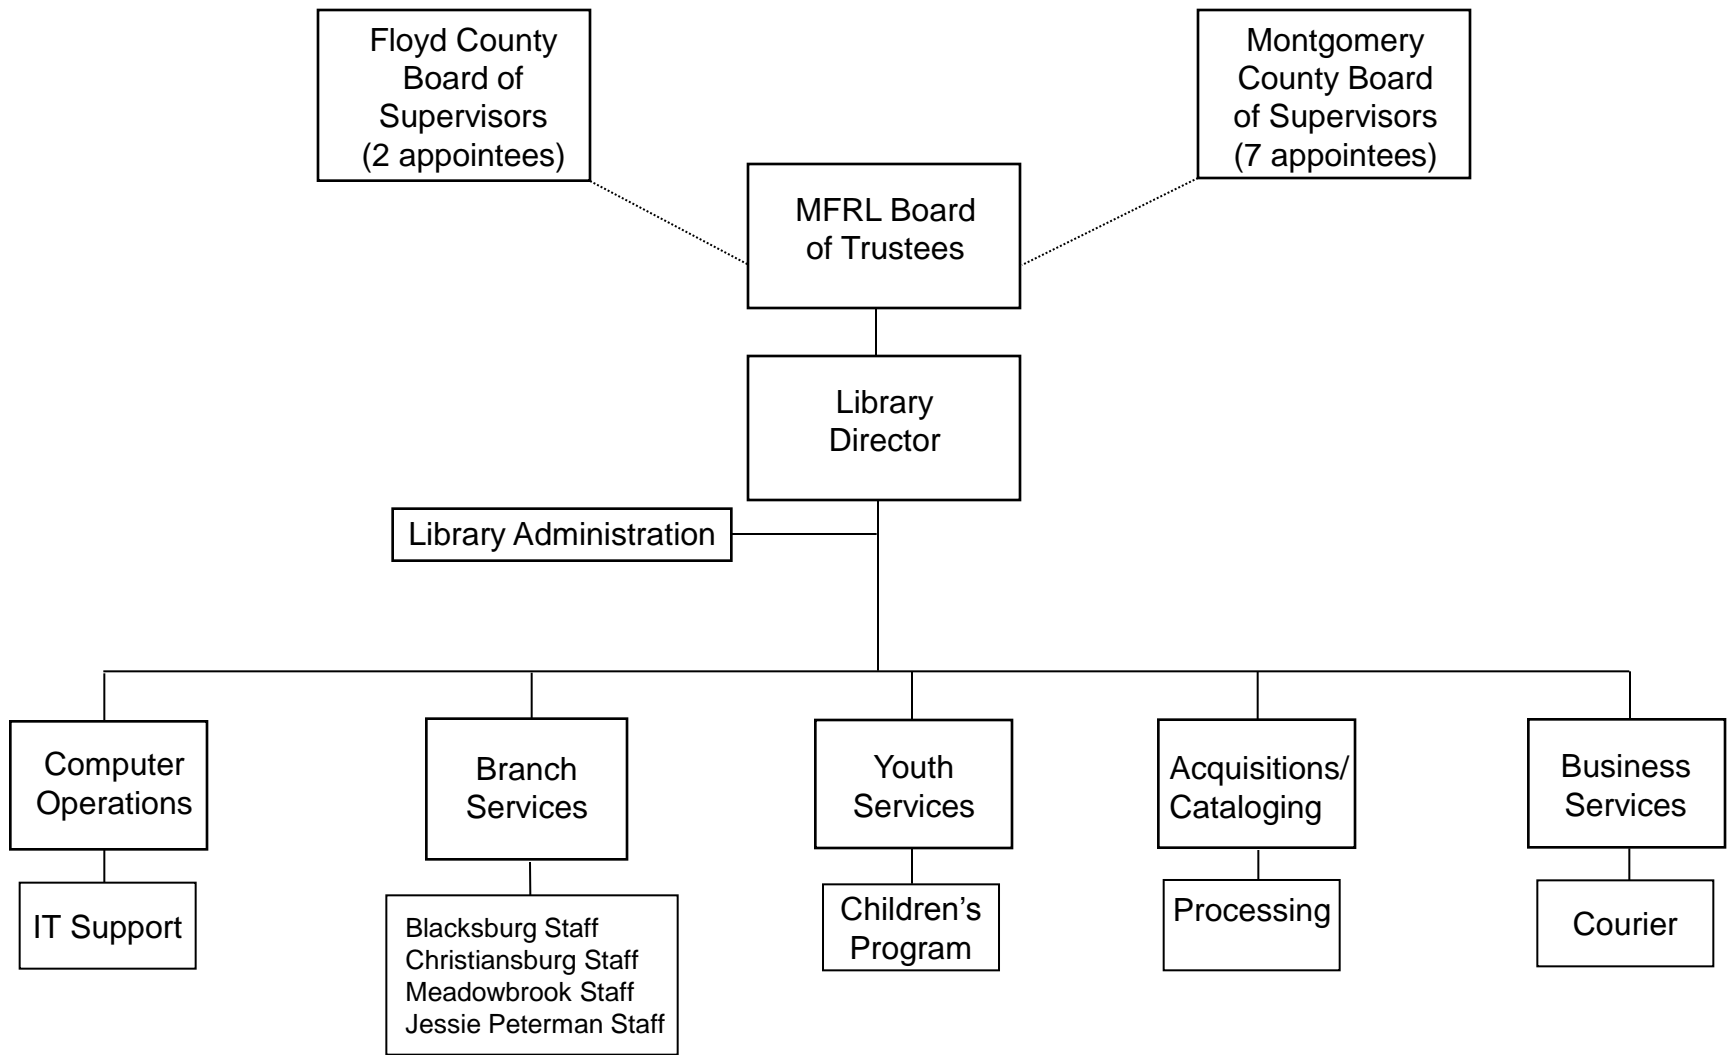 Floyd County
Board of
Supervisors
(2 appointees)
Montgomery
County Board
of Supervisors
(7 appointees)
MFRL Board
of Trustees
Library
Director
Library Administration
Computer
Operations
Branch
Services
Youth
Services
Acquisitions/
Cataloging
Business
Services
IT Support
Blacksburg Staff
Christiansburg Staff
Meadowbrook Staff
Jessie Peterman Staff
Children’s
Program
Processing
Courier